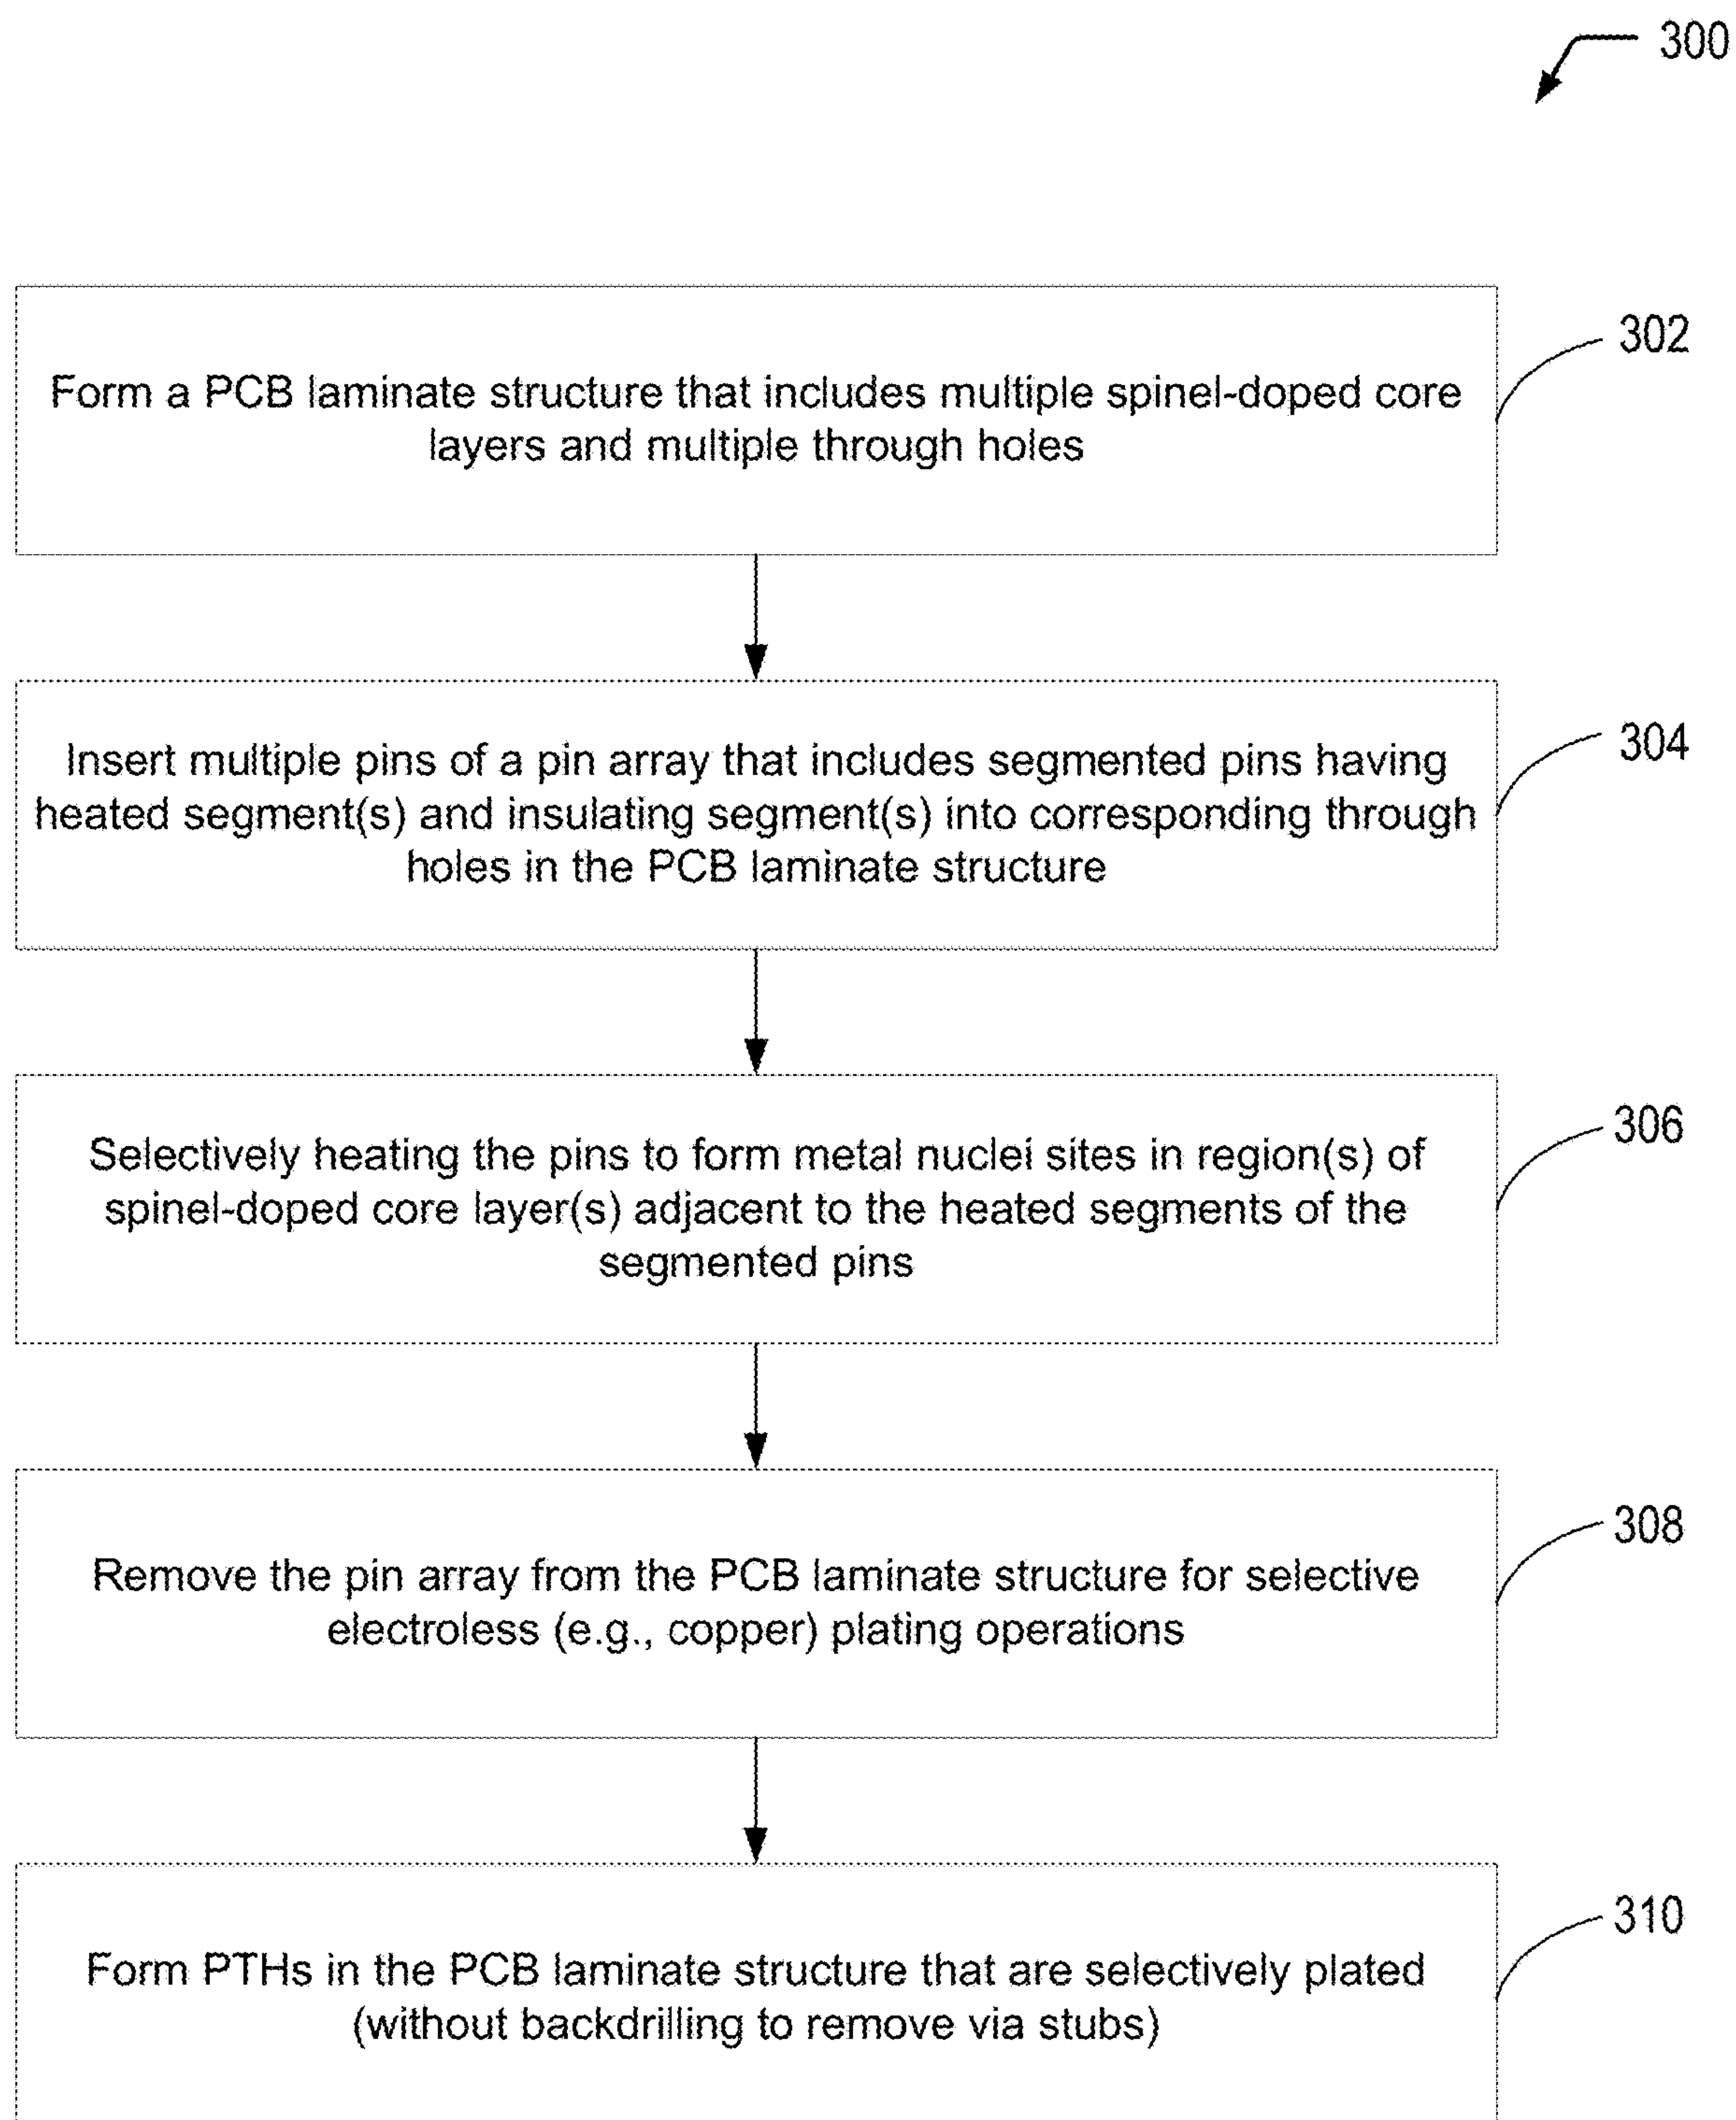 300
Form a PCB laminate structure that includes multiple spinel-doped core
layers and multiple through holes
302
Insert multiple pins of a pin array that includes segmented pins having
heated segment(s) and insulating segment(s) into corresponding through
holes in the PCB laminate structure
304
Selectively heating the pins to form metal nuclei sites in region(s) of
spinel-doped core layer(s) adjacent to the heated segments of the
segmented pins
306
Remove the pin array from the PCB laminate structure for selective
electroless (e.g., copper) plating operations
308
Form PTHs in the PCB laminate structure that are selectively plated
(without backdrilling to remove via stubs)
310